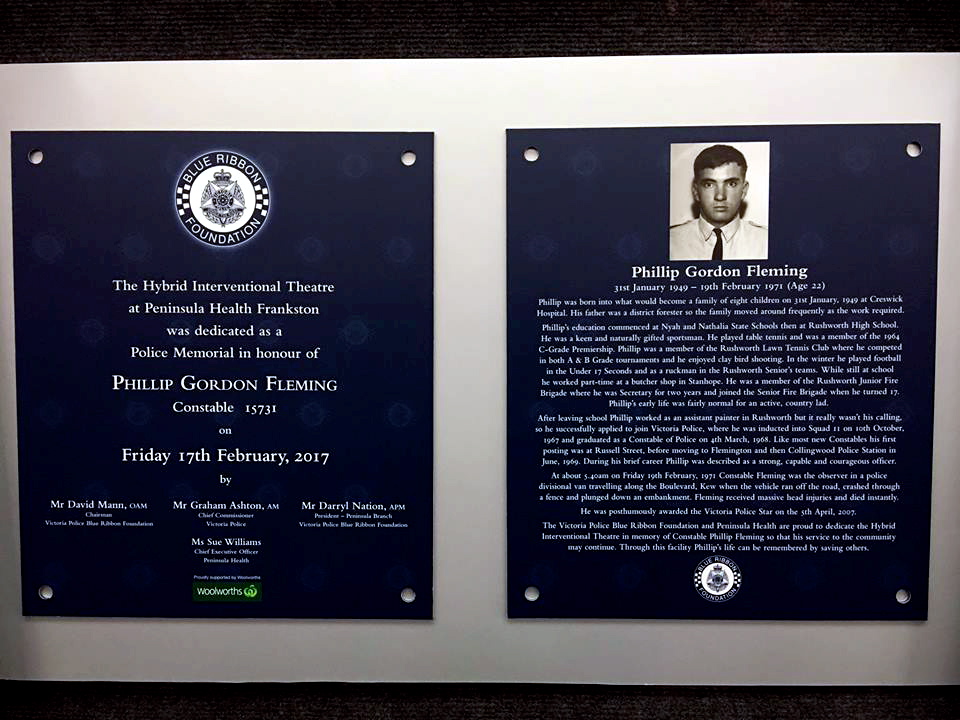 BLUE RIBBON
FOUNDATION
The Hybrid Interventional Theatre
at Peninsula Health Frankston
was dedicated as a
Police Memorial in honour of
PHILLIP GORDON FLEMING
Constable 15731
on
Friday 17th February, 2017
by
Mr David Mann, OAM
Chairman
Victoria Police Blue Ribbon Foundation
Mr Graham Ashton, AM
Chief Commissioner
Victoria Police
Mr Darryl Nation, APM
President – Peninsula Branch
Victoria Police Blue Ribbon Foundation
Ms Sue Williams
Chief Executive Officer
Peninsula Health
Proudly supported by Woolworths
Woolworths
Phillip Gordon Fleming
31st January 1949 – 19th February 1971 (Age 22)
Phillip was born into what would become a family of eight children on 31st January, 1949 at Creswick
Hospital. His father was a district forester so the family moved around frequently as the work required.
Phillip's education commenced at Nyah and Nathalia State Schools then at Rushworth High School.
He was a keen and naturally gifted sportsman. He played table tennis and was a member of the 1964
C-Grade Premiership. Phillip was a member of the Rushworth Lawn Tennis Club where he competed
in both A & B Grade tournaments and he enjoyed clay bird shooting. In the winter he played football
in the Under 17 Seconds and as a ruckman in the Rushworth Senior's teams. While still at school
he worked part-time at a butcher shop in Stanhope. He was a member of the Rushworth Junior Fire
Brigade where he was Secretary for two years and joined the Senior Fire Brigade when he turned 17.
Phillip's early life was fairly normal for an active, country lad.
After leaving school Phillip worked as an assistant painter in Rushworth but it really wasn't his calling,
so he successfully applied to join Victoria Police, where he was inducted into Squad 11 on 10th October,
1967 and graduated as a Constable of Police on 4th March, 1968. Like most new Constables his first
posting was at Russell Street, before moving to Flemington and then Collingwood Police Station in
June, 1969. During his brief career Phillip was described as a strong, capable and courageous officer.
At about 5.40am on Friday 19th February, 1971 Constable Fleming was the observer in a police
divisional van travelling along the Boulevard, Kew when the vehicle ran off the road, crashed through
a fence and plunged down an embankment. Fleming received massive head injuries and died instantly.
He was posthumously awarded the Victoria Police Star on the 5th April, 2007.
The Victoria Police Blue Ribbon Foundation and Peninsula Health are proud to dedicate the Hybrid
Interventional Theatre in memory of Constable Phillip Fleming so that his service to the community
may continue. Through this facility Phillip's life can be remembered by saving others.
BLUE RIBBON
FOUNDATION